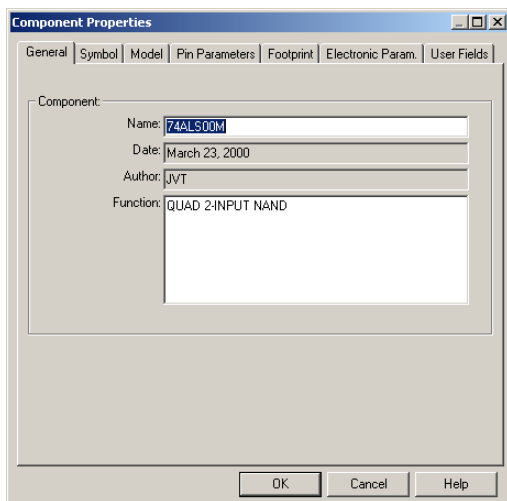 Component Properties
General Symbol Model Pin Parameters Footprint Electronic Param. User Fields
Component:
Name: 74ALS00M
Date: March 23, 2000
Author: JVT
Function: QUAD 2-INPUT NAND
OK Cancel Help